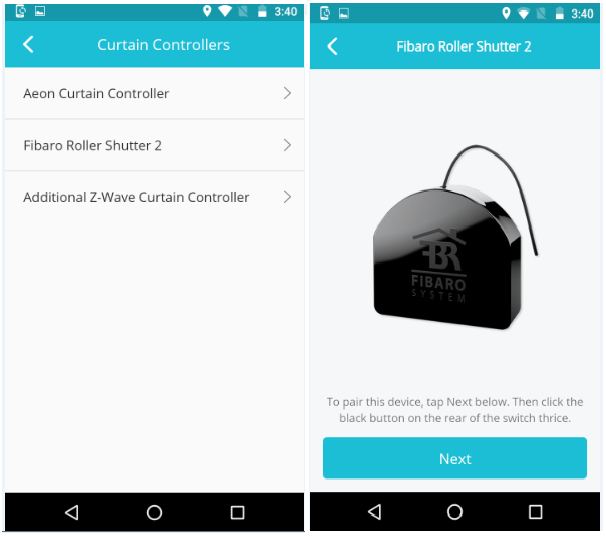 3:40
Curtain Controllers
Aeon Curtain Controller
Fibaro Roller Shutter 2
Additional Z-Wave Curtain Controller
3:40
Fibaro Roller Shutter 2
FIBARO
SYSTEM
To pair this device, tap Next below. Then click the
black button on the rear of the switch thrice.
Next